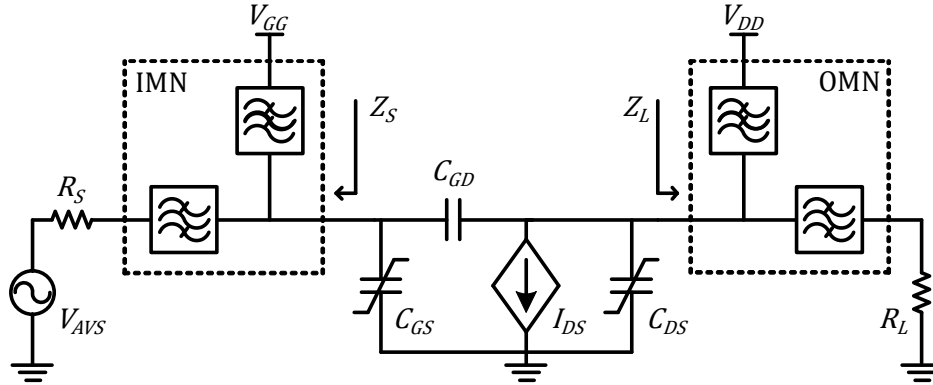 V_GG
V_DD
IMN
OMN
Z_S
Z_L
C_GD
R_S
V_AVS
C_GS
I_DS
C_DS
R_L